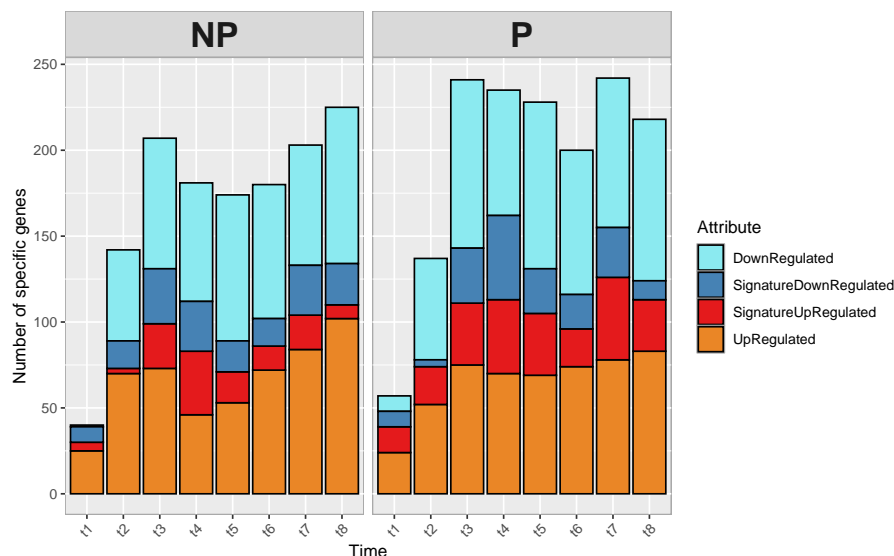 NP
P
Number of specific genes
250
200
150
100
50
0
t1 t2 t3 t4 t5 t6 t7 t8
t1 t2 t3 t4 t5 t6 t7 t8
Time
Attribute
DownRegulated
SignatureDownRegulated
SignatureUpRegulated
UpRegulated